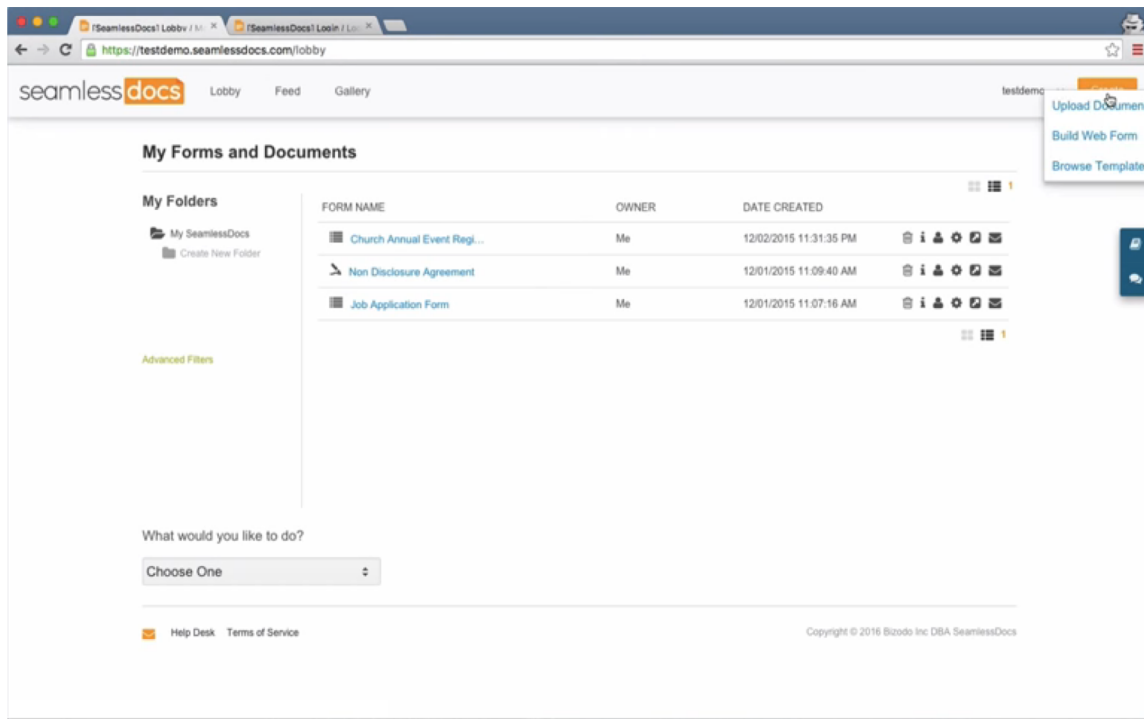 [SeamlessDocs] Lobby / M
[SeamlessDocs] Login / Lo
https://testdemo.seamlessdocs.com/lobby
seamlessdocs Lobby Feed Gallery testdemo
Upload Documen
Build Web Form
Browse Template
My Forms and Documents
1
My Folders
My SeamlessDocs
Create New Folder
Advanced Filters
FORM NAME OWNER DATE CREATED
Church Annual Event Regi... Me 12/02/2015 11:31:35 PM
Non Disclosure Agreement Me 12/01/2015 11:09:40 AM
Job Application Form Me 12/01/2015 11:07:16 AM
1
What would you like to do?
Choose One
Help Desk Terms of Service Copyright © 2016 Bizodo Inc DBA SeamlessDocs